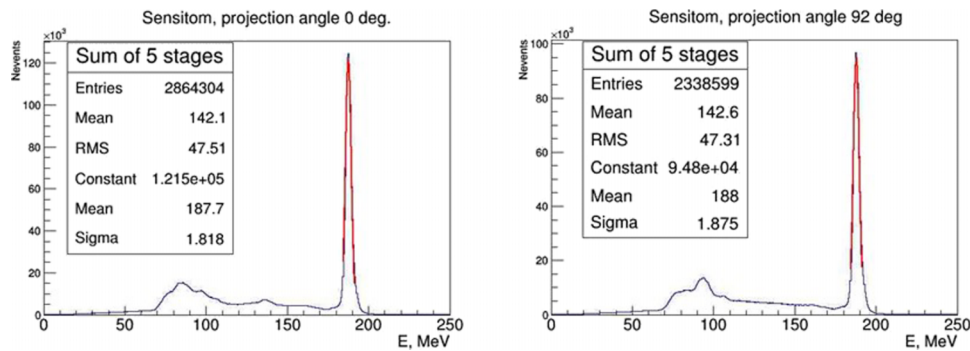 Sensitom, projection angle 0 deg.
×10³
Nevents
Sum of 5 stages
Entries 2864304
Mean 142.1
RMS 47.51
Constant 1.215e+05
Mean 187.7
Sigma 1.818
120
100
80
60
40
20
0
0 50 100 150 200 250
E, MeV
Sensitom, projection angle 92 deg
×10³
Nevents
Sum of 5 stages
Entries 2338599
Mean 142.6
RMS 47.31
Constant 9.48e+04
Mean 188
Sigma 1.875
100
80
60
40
20
0
0 50 100 150 200 250
E, MeV